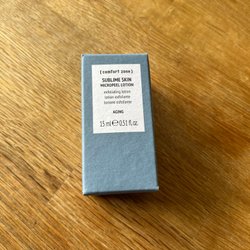 [ comfort zone ]
SUBLIME SKIN
MICROPEEL LOTION
exfoliating lotion
lotion exfoliante
lozione esfoliante
AGING
15 ml ℮ 0.51 fl.oz